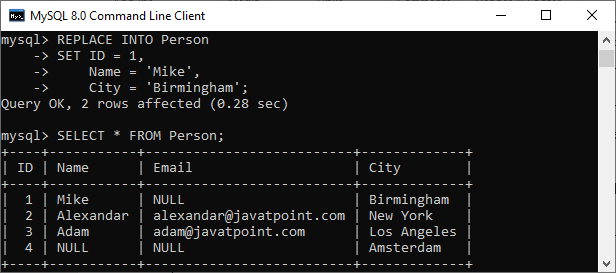 MySQL 8.0 Command Line Client
mysql> REPLACE INTO Person
    -> SET ID = 1,
    ->     Name = 'Mike',
    ->     City = 'Birmingham';
Query OK, 2 rows affected (0.28 sec)
mysql> SELECT * FROM Person;
+----+-----------+--------------------------+-------------+
| ID | Name      | Email                    | City        |
+----+-----------+--------------------------+-------------+
|  1 | Mike      | NULL                     | Birmingham  |
|  2 | Alexandar | alexandar@javatpoint.com | New York    |
|  3 | Adam      | adam@javatpoint.com      | Los Angeles |
|  4 | NULL      | NULL                     | Amsterdam   |
+----+-----------+--------------------------+-------------+